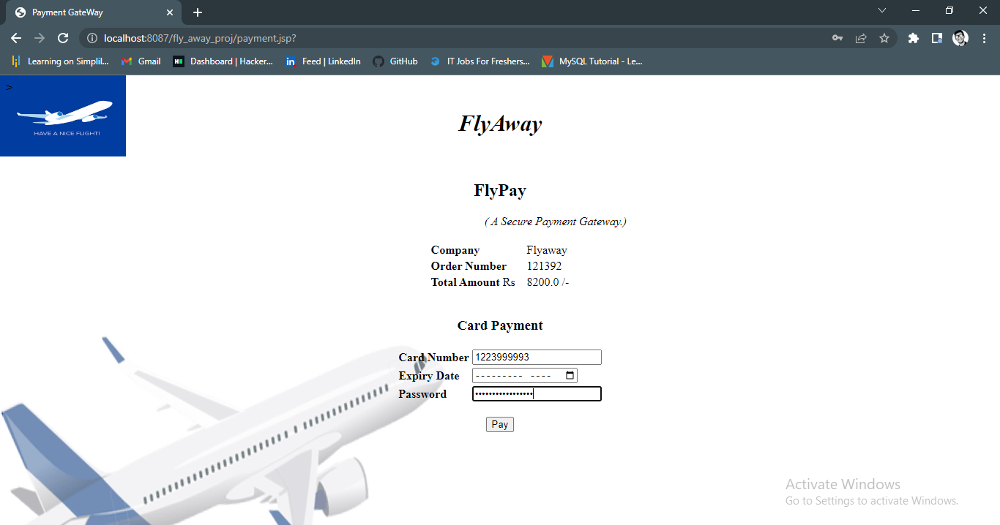 Payment GateWay
localhost:8087/fly_away_proj/payment.jsp?
Learning on Simplil... Gmail Dashboard | Hacker... Feed | LinkedIn GitHub IT Jobs For Freshers... MySQL Tutorial - Le...
>
HAVE A NICE FLIGHT!
FlyAway
FlyPay
( A Secure Payment Gateway.)
Company Flyaway
Order Number 121392
Total Amount Rs 8200.0 /-
Card Payment
Card Number 1223999993
Expiry Date --------- ----
Password •••••••••••••••••
Pay
Activate Windows
Go to Settings to activate Windows.